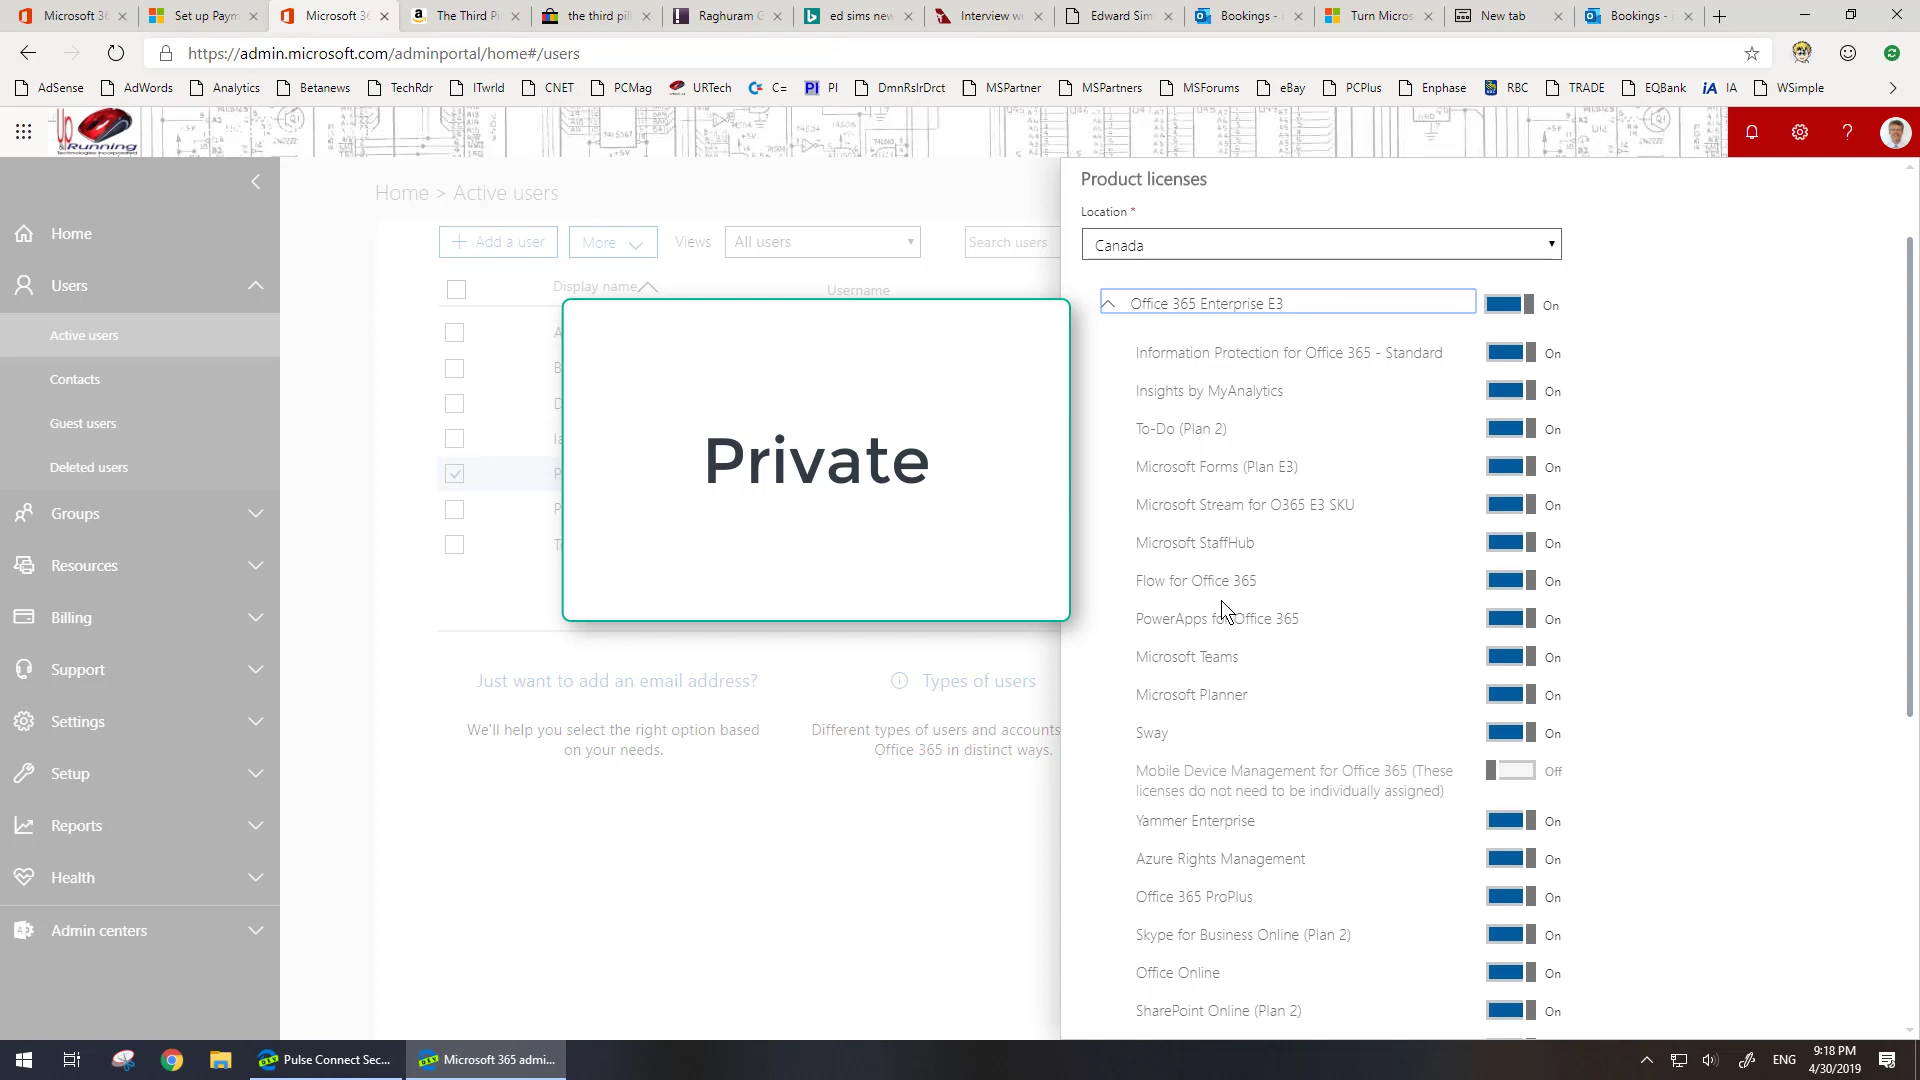 Microsoft 36
Set up Paym
Microsoft 36
The Third Pi
the third pil
Raghuram G
ed sims new
Interview wi
Edward Sim
Bookings -
Turn Micros
New tab
Bookings -
https://admin.microsoft.com/adminportal/home#/users
AdSense
AdWords
Analytics
Betanews
TechRdr
ITwrld
CNET
PCMag
URTech
C=
PI
PI
DmnRslrDrct
MSPartner
MSPartners
MSForums
eBay
PCPlus
Enphase
RBC
TRADE
EQBank
iA
IA
WSimple
Up
&Running
Technologies Incorporated
Home
Users
Active users
Contacts
Guest users
Deleted users
Groups
Resources
Billing
Support
Settings
Setup
Reports
Health
Admin centers
Home > Active users
Add a user
More
Views
All users
Search users
Display name
Username
Private
Just want to add an email address?
We'll help you select the right option based
on your needs.
Types of users
Different types of users and accounts
Office 365 in distinct ways.
Product licenses
Location *
Canada
Office 365 Enterprise E3 On
Information Protection for Office 365 - Standard On
Insights by MyAnalytics On
To-Do (Plan 2) On
Microsoft Forms (Plan E3) On
Microsoft Stream for O365 E3 SKU On
Microsoft StaffHub On
Flow for Office 365 On
PowerApps for Office 365 On
Microsoft Teams On
Microsoft Planner On
Sway On
Mobile Device Management for Office 365 (These Off
licenses do not need to be individually assigned)
Yammer Enterprise On
Azure Rights Management On
Office 365 ProPlus On
Skype for Business Online (Plan 2) On
Office Online On
SharePoint Online (Plan 2) On
Pulse Connect Sec...
Microsoft 365 admi...
ENG
9:18 PM
4/30/2019